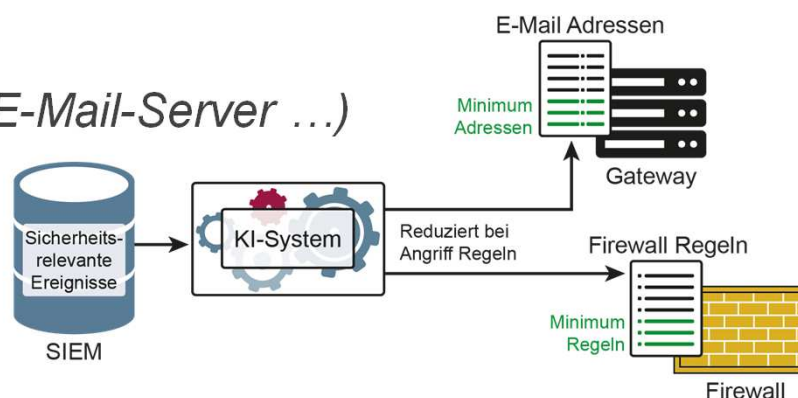 E-Mail Adressen
E-Mail-Server ...)
Minimum
Adressen
Gateway
Sicherheits-
relevante
Ereignisse
KI-System
Reduziert bei
Angriff Regeln
Firewall Regeln
Minimum
Regeln
SIEM
Firewall